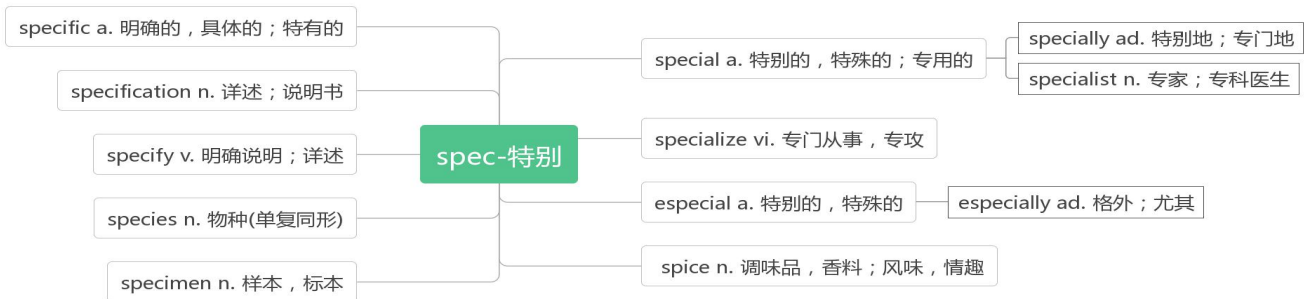 spec-特别
specific a. 明确的，具体的；特有的
specification n. 详述；说明书
specify v. 明确说明；详述
species n. 物种(单复同形)
specimen n. 样本，标本
special a. 特别的，特殊的；专用的
specially ad. 特别地；专门地
specialist n. 专家；专科医生
specialize vi. 专门从事，专攻
especial a. 特别的，特殊的
especially ad. 格外；尤其
spice n. 调味品，香料；风味，情趣